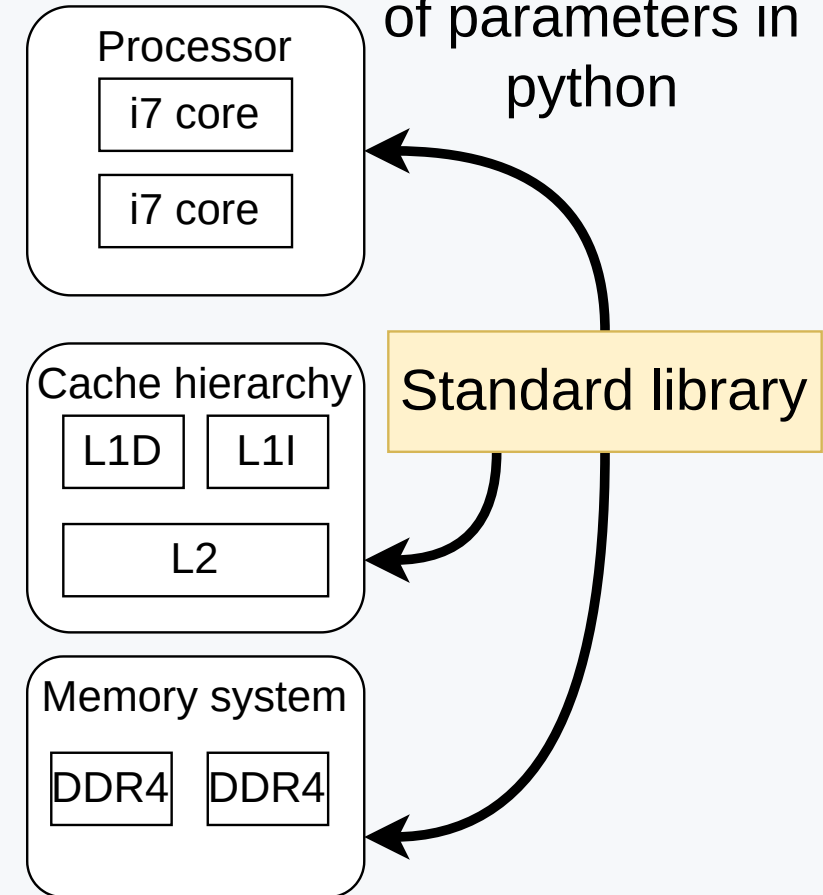 of parameters in
python
Processor
i7 core
i7 core
Standard library
Cache hierarchy
L1D L1I
L2
Memory system
DDR4 DDR4